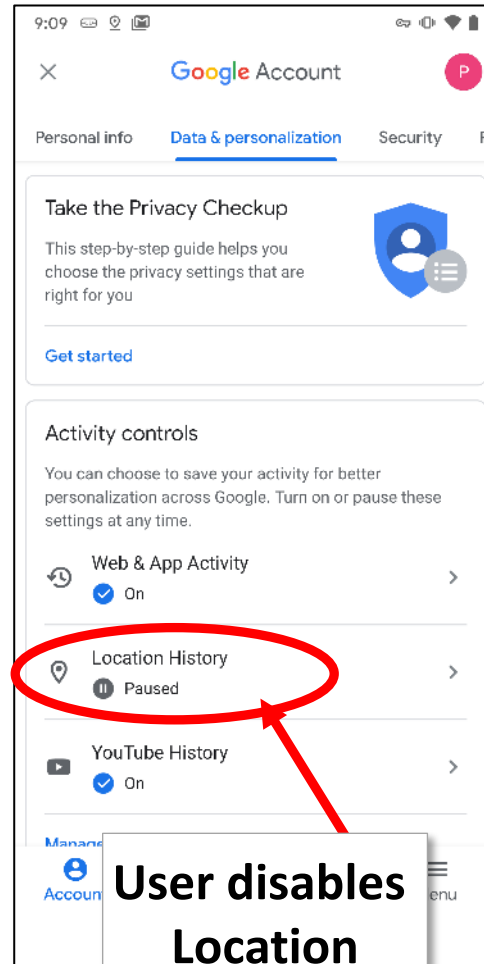 9:09
Google Account
P
Personal info Data & personalization Security
Take the Privacy Checkup
This step-by-step guide helps you
choose the privacy settings that are
right for you
Get started
Activity controls
You can choose to save your activity for better
personalization across Google. Turn on or pause these
settings at any time.
Web & App Activity
On
Location History
Paused
YouTube History
On
Manage
Accoun
enu
User disables
Location